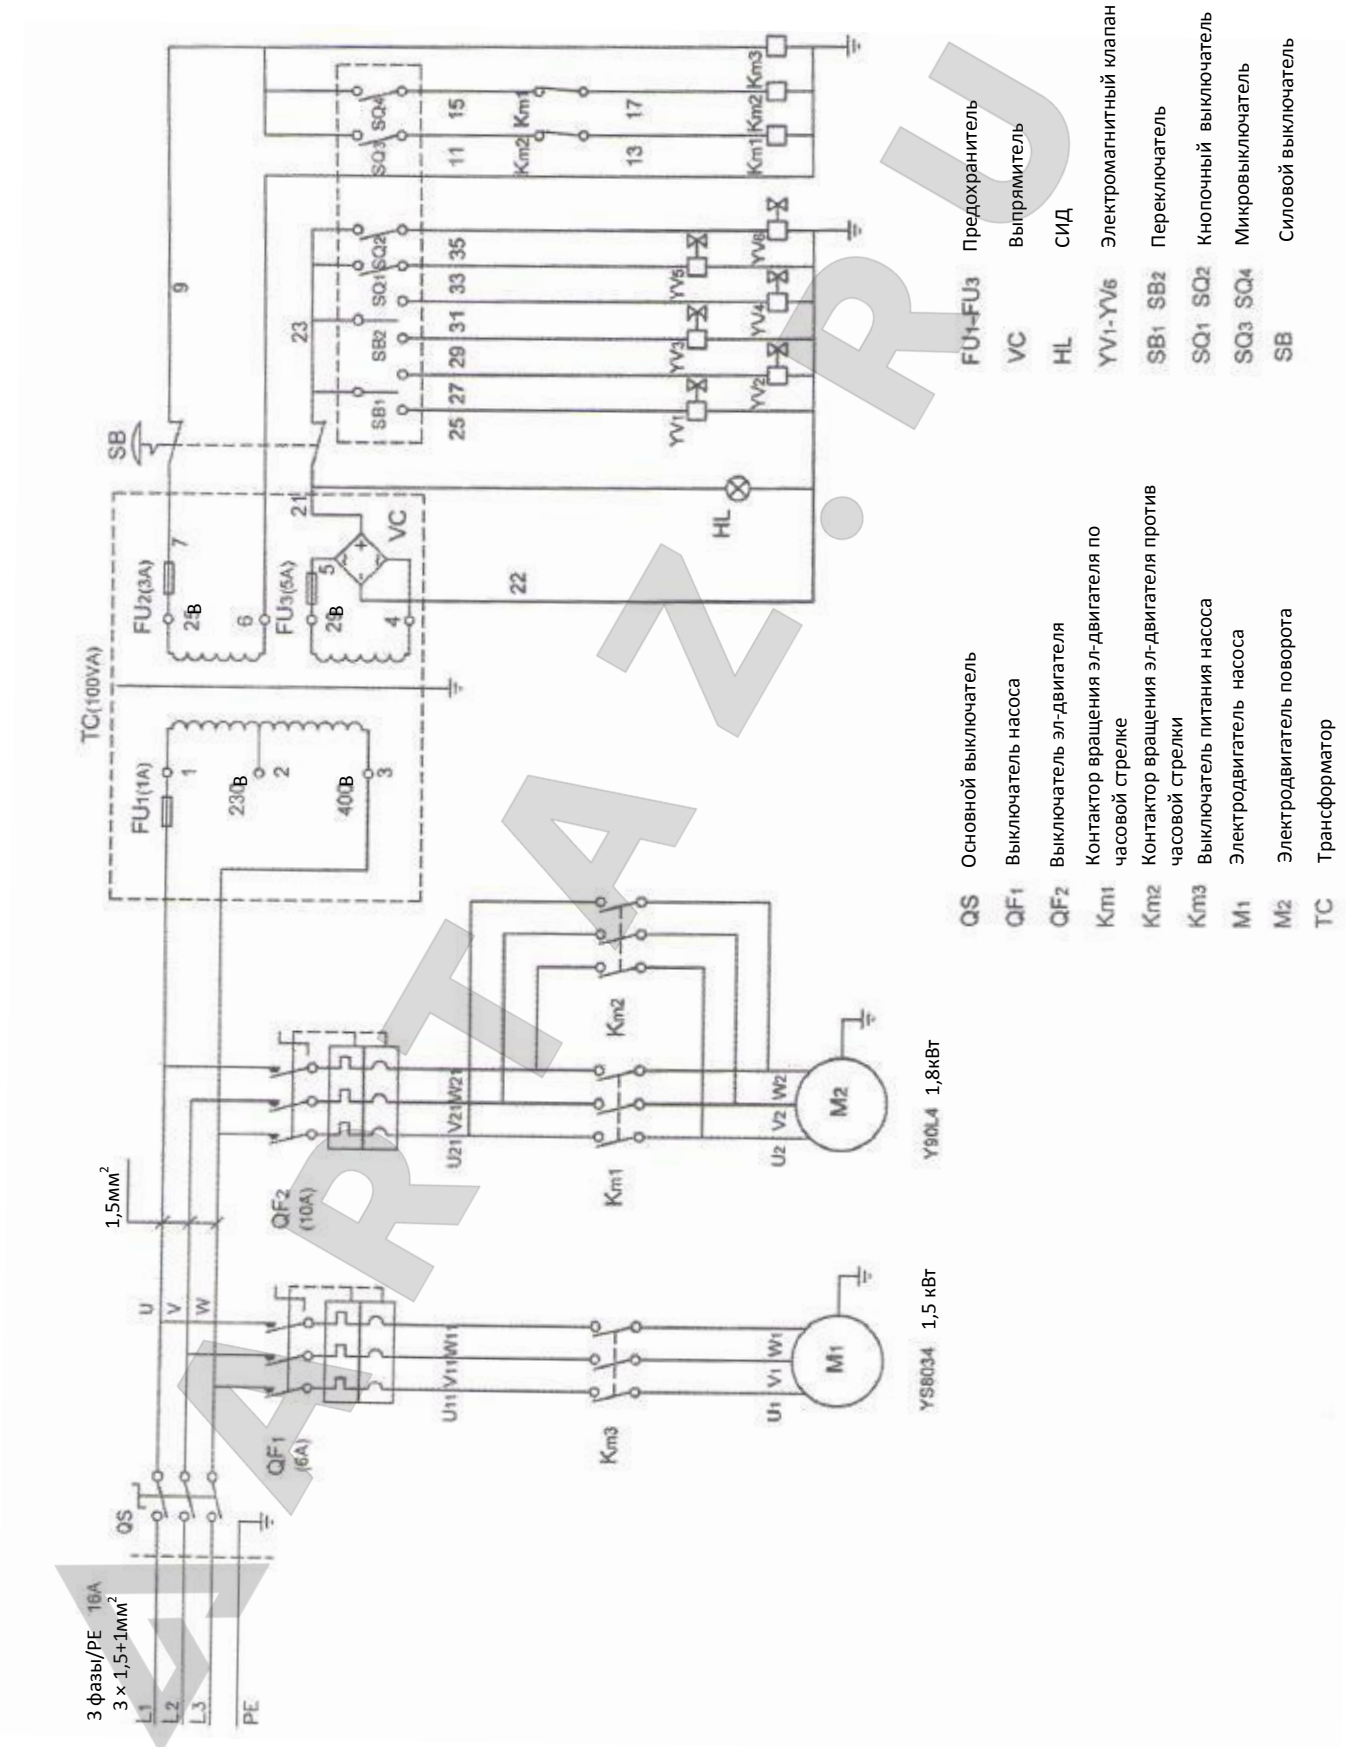 3 фазы/PE 16A
3 × 1,5+1мм²
L1
L2
L3
PE
QS
U
V
W
1,5мм²
QF1
(6A)
U11 V11 W11
Km3
U1 V1 W1
M1
YS8034 1,5 кВт
QF2
(10A)
U21 V21 W21
Km1
Km2
U2 V2 W2
M2
Y90L4 1,8кВт
TC(100VA)
FU1(1A)
1
230В
2
400В
3
FU2(3A)
7
25В
6
FU3(5A)
5
29В
4
VC
21
22
HL
SB
9
23
SB1
SB2
SQ1
SQ2
SQ3
SQ4
25
27
29
31
33
35
11
15
Km2
Km1
13
17
YV1
YV2
YV3
YV4
YV5
YV6
Km1
Km2
Km3
QS Основной выключатель
QF1 Выключатель насоса
QF2 Выключатель эл-двигателя
Km1 Контактор вращения эл-двигателя по
часовой стрелке
Km2 Контактор вращения эл-двигателя против
часовой стрелки
Km3 Выключатель питания насоса
M1 Электродвигатель насоса
M2 Электродвигатель поворота
TC Трансформатор
FU1-FU3 Предохранитель
VC Выпрямитель
HL СИД
YV1-YV6 Электромагнитный клапан
SB1 SB2 Переключатель
SQ1 SQ2 Кнопочный выключатель
SQ3 SQ4 Микровыключатель
SB Силовой выключатель